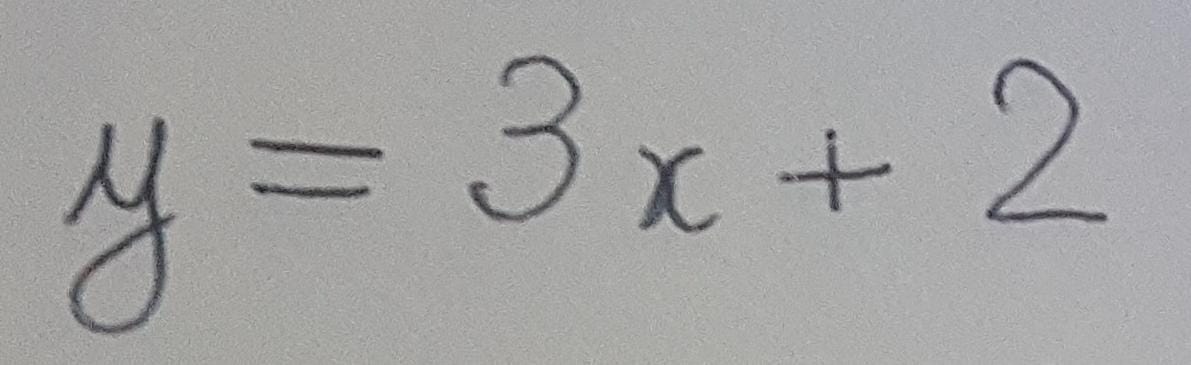 y = 3x + 2